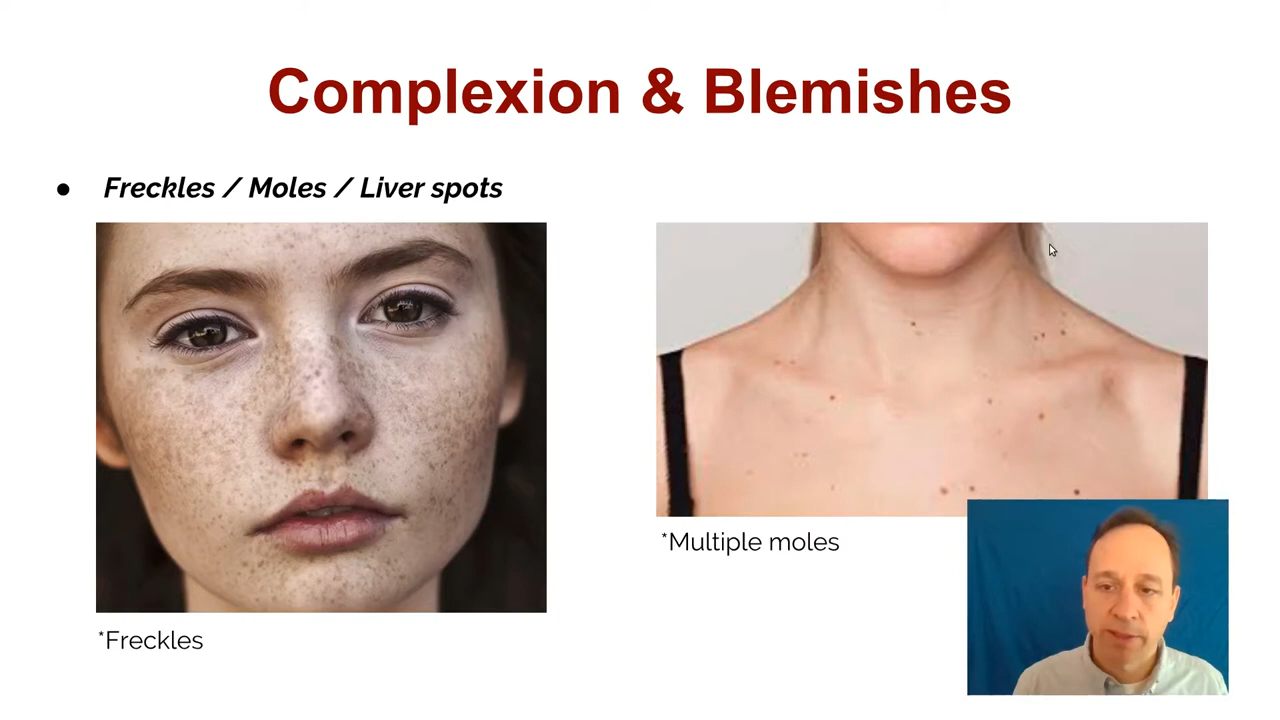 Complexion & Blemishes
● Freckles / Moles / Liver spots
*Multiple moles
*Freckles